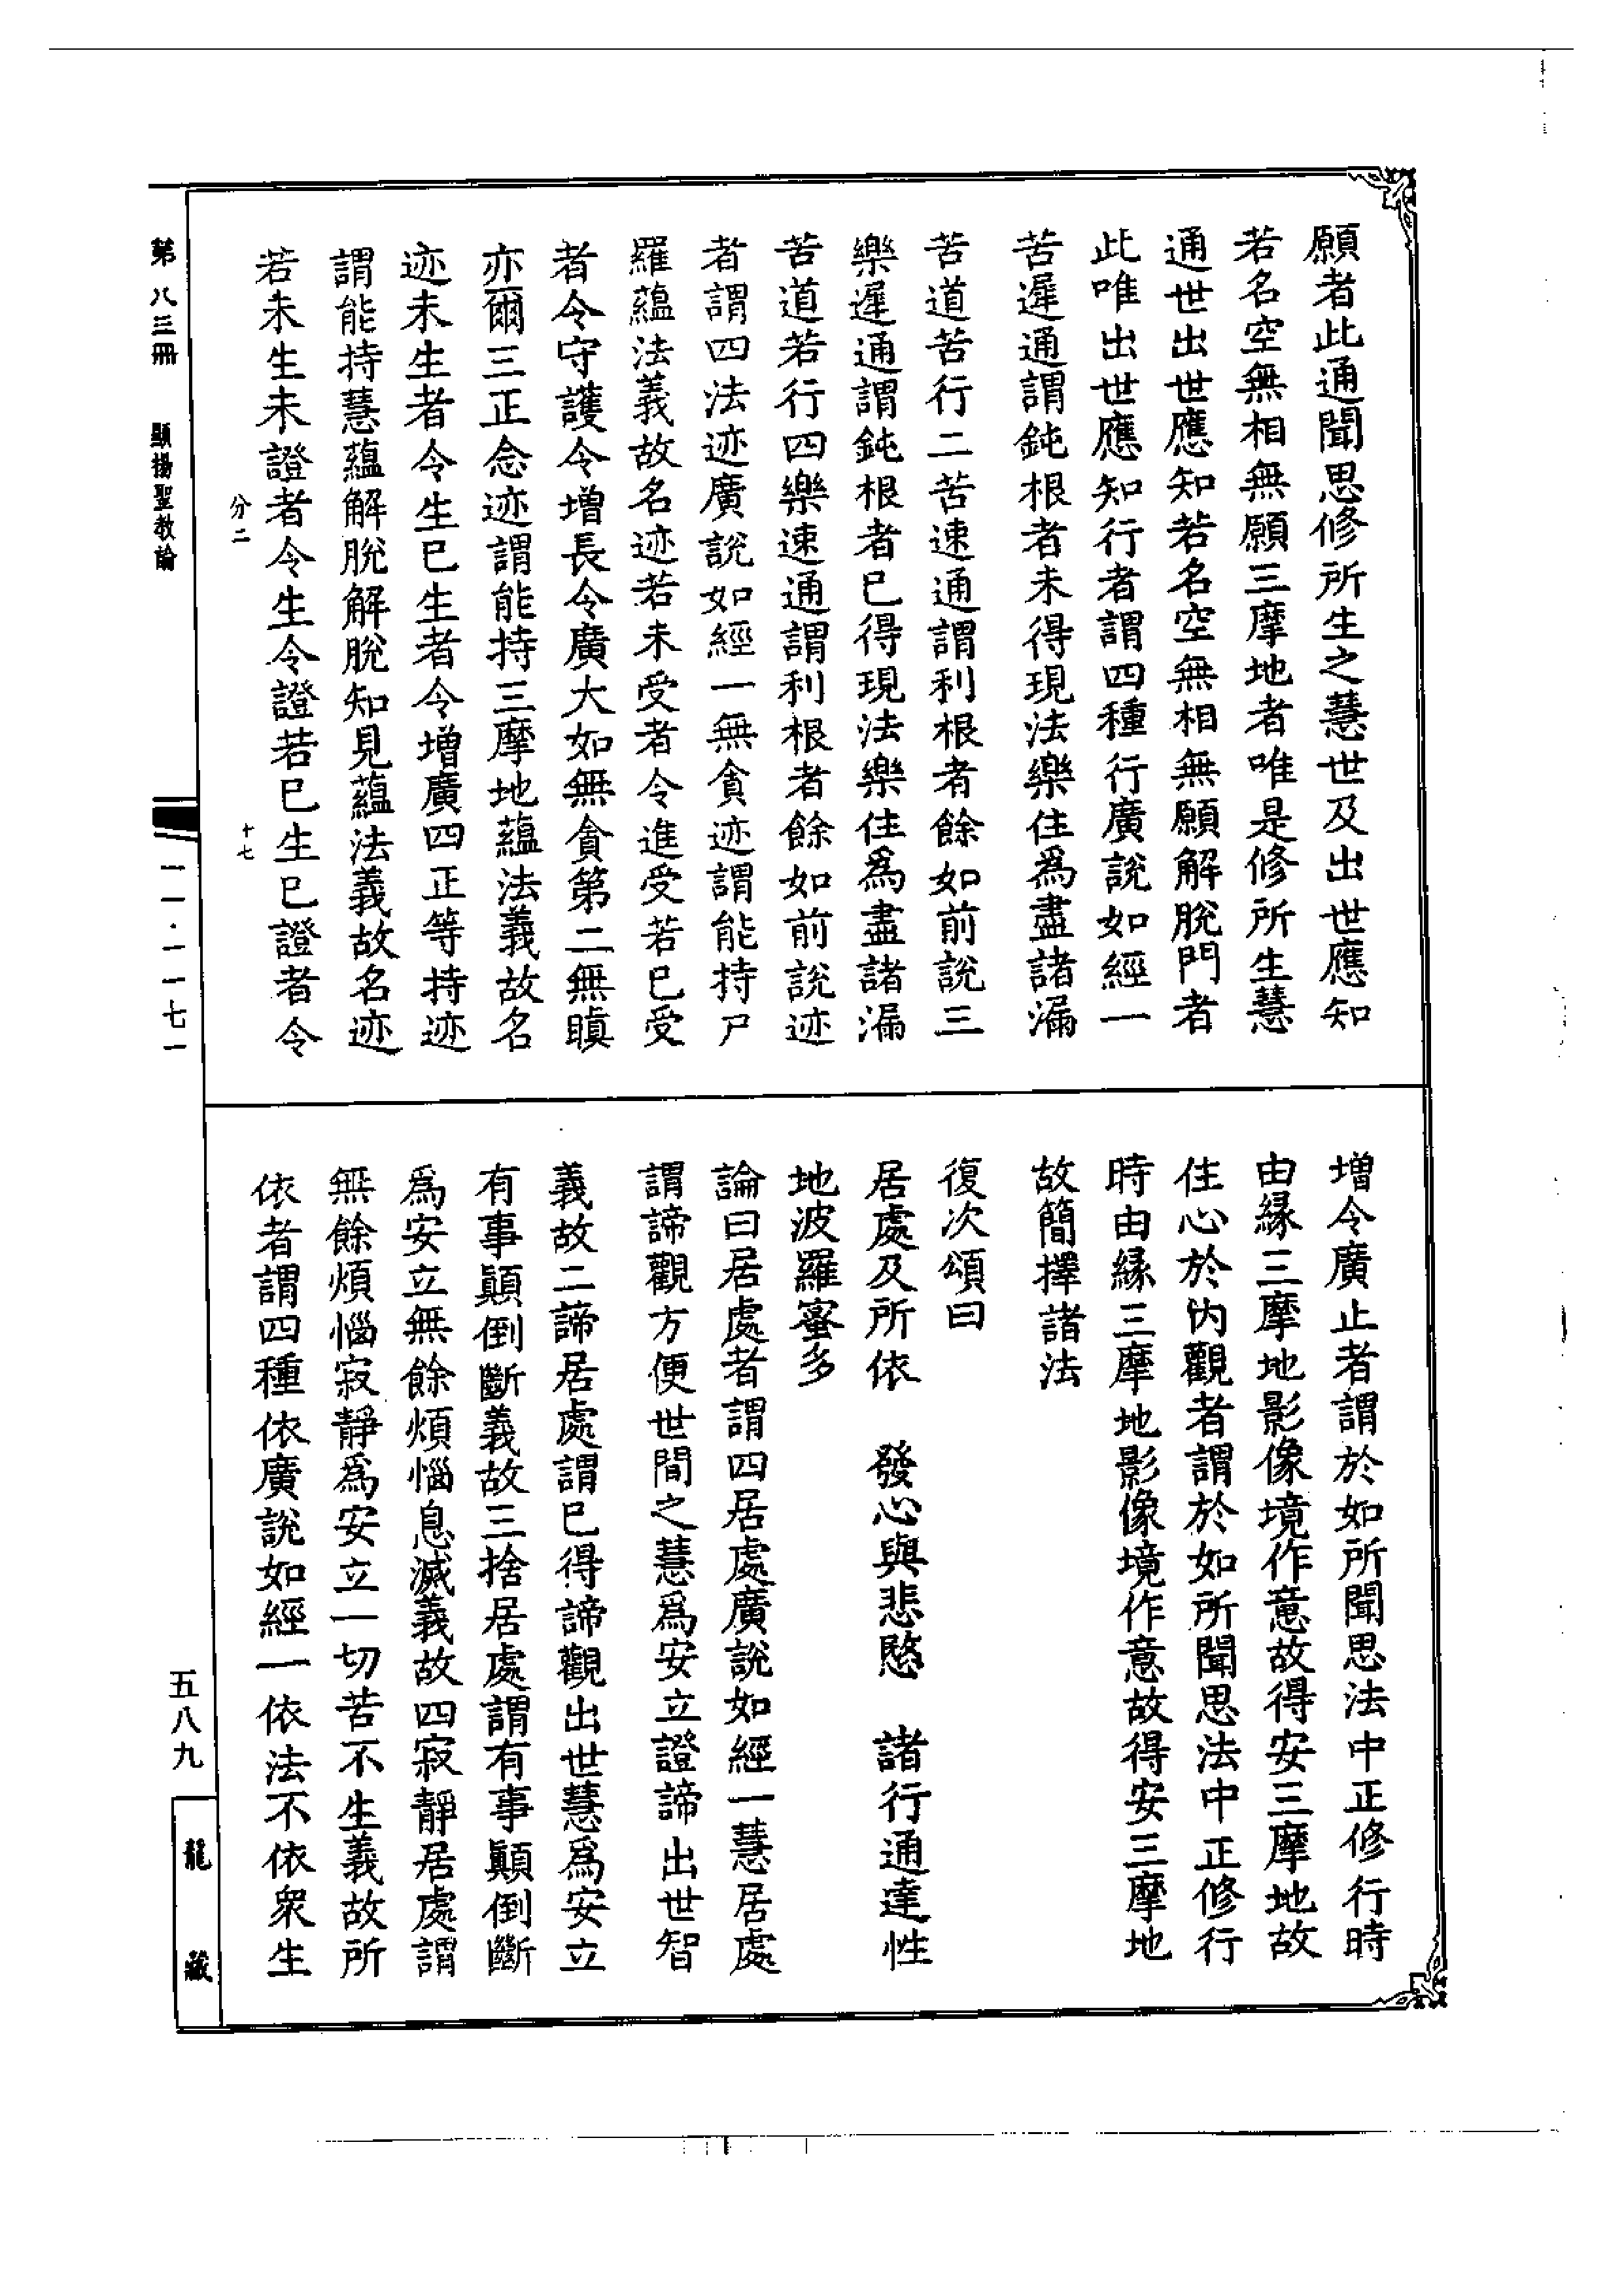 願者此通聞思修所生之慧世及出世應知
若名空無相無願三摩地者唯是修所生慧
通世出世應知若名空無相無願解脫門者
此唯出世應知行者謂四種行廣說如經一
苦遲通謂鈍根者未得現法樂住爲盡諸漏
苦道苦行二苦速通謂利根者餘如前說三
樂遲通謂鈍根者已得現法樂住爲盡諸漏
苦道若行四樂速通謂利根者餘如前說迹
者謂四法迹廣說如經一無貪迹謂能持尸
羅蘊法義故名迹若未受者令進受若已受
者令守護令增長令廣大如無貪第二無瞋
亦爾三正念迹謂能持三摩地蘊法義故名
迹未生者令生已生者令增廣四正等持迹
謂能持慧蘊解脫解脫知見蘊法義故名迹
若未生未證者令生令證若已生已證者令
增令廣止者謂於如所聞思法中正修行時
由緣三摩地影像境作意故得安三摩地故
住心於內觀者謂於如所聞思法中正修行
時由緣三摩地影像境作意故得安三摩地
故簡擇諸法
復次頌曰
居處及所依 發心與悲愍 諸行通達性
地波羅蜜多
論曰居處者謂四居處廣說如經一慧居處
謂諦觀方便世間之慧爲安立證諦出世智
義故二諦居處謂已得諦觀出世慧爲安立
有事顚倒斷義故三捨居處謂有事顚倒斷
爲安立無餘煩惱息滅義故四寂靜居處謂
無餘煩惱寂靜爲安立一切苦不生義故所
依者謂四種依廣說如經一依法不依衆生
分二
十七
第八三冊 顯揚聖教論
一一·一一七一
五八九
龍藏